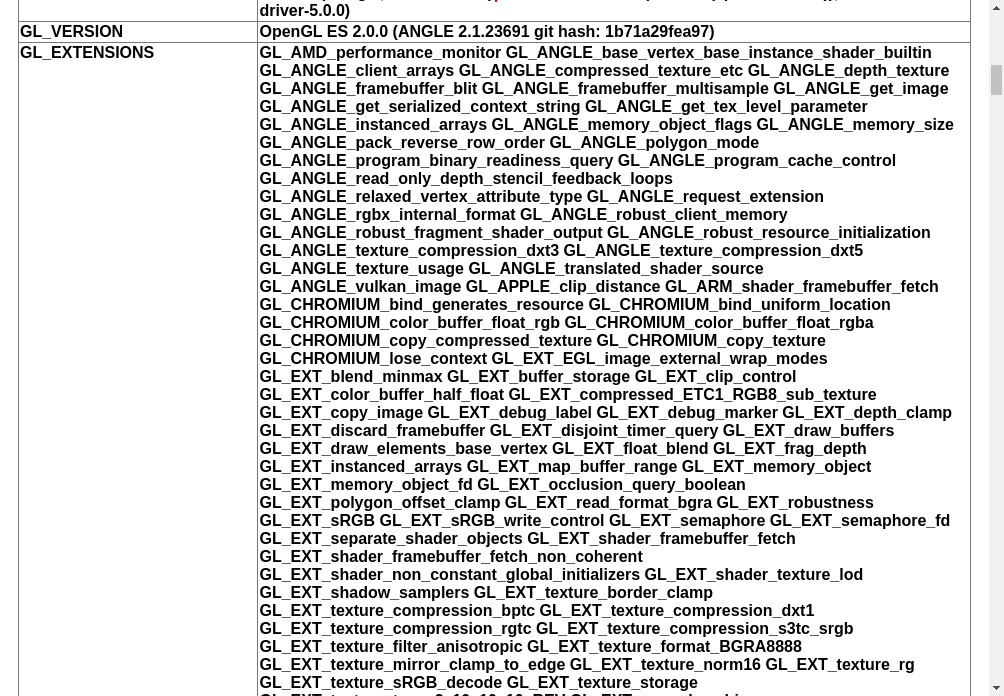 driver-5.0.0)
GL_VERSION OpenGL ES 2.0.0 (ANGLE 2.1.23691 git hash: 1b71a29fea97)
GL_EXTENSIONS GL_AMD_performance_monitor GL_ANGLE_base_vertex_base_instance_shader_builtin
GL_ANGLE_client_arrays GL_ANGLE_compressed_texture_etc GL_ANGLE_depth_texture
GL_ANGLE_framebuffer_blit GL_ANGLE_framebuffer_multisample GL_ANGLE_get_image
GL_ANGLE_get_serialized_context_string GL_ANGLE_get_tex_level_parameter
GL_ANGLE_instanced_arrays GL_ANGLE_memory_object_flags GL_ANGLE_memory_size
GL_ANGLE_pack_reverse_row_order GL_ANGLE_polygon_mode
GL_ANGLE_program_binary_readiness_query GL_ANGLE_program_cache_control
GL_ANGLE_read_only_depth_stencil_feedback_loops
GL_ANGLE_relaxed_vertex_attribute_type GL_ANGLE_request_extension
GL_ANGLE_rgbx_internal_format GL_ANGLE_robust_client_memory
GL_ANGLE_robust_fragment_shader_output GL_ANGLE_robust_resource_initialization
GL_ANGLE_texture_compression_dxt3 GL_ANGLE_texture_compression_dxt5
GL_ANGLE_texture_usage GL_ANGLE_translated_shader_source
GL_ANGLE_vulkan_image GL_APPLE_clip_distance GL_ARM_shader_framebuffer_fetch
GL_CHROMIUM_bind_generates_resource GL_CHROMIUM_bind_uniform_location
GL_CHROMIUM_color_buffer_float_rgb GL_CHROMIUM_color_buffer_float_rgba
GL_CHROMIUM_copy_compressed_texture GL_CHROMIUM_copy_texture
GL_CHROMIUM_lose_context GL_EXT_EGL_image_external_wrap_modes
GL_EXT_blend_minmax GL_EXT_buffer_storage GL_EXT_clip_control
GL_EXT_color_buffer_half_float GL_EXT_compressed_ETC1_RGB8_sub_texture
GL_EXT_copy_image GL_EXT_debug_label GL_EXT_debug_marker GL_EXT_depth_clamp
GL_EXT_discard_framebuffer GL_EXT_disjoint_timer_query GL_EXT_draw_buffers
GL_EXT_draw_elements_base_vertex GL_EXT_float_blend GL_EXT_frag_depth
GL_EXT_instanced_arrays GL_EXT_map_buffer_range GL_EXT_memory_object
GL_EXT_memory_object_fd GL_EXT_occlusion_query_boolean
GL_EXT_polygon_offset_clamp GL_EXT_read_format_bgra GL_EXT_robustness
GL_EXT_sRGB GL_EXT_sRGB_write_control GL_EXT_semaphore GL_EXT_semaphore_fd
GL_EXT_separate_shader_objects GL_EXT_shader_framebuffer_fetch
GL_EXT_shader_framebuffer_fetch_non_coherent
GL_EXT_shader_non_constant_global_initializers GL_EXT_shader_texture_lod
GL_EXT_shadow_samplers GL_EXT_texture_border_clamp
GL_EXT_texture_compression_bptc GL_EXT_texture_compression_dxt1
GL_EXT_texture_compression_rgtc GL_EXT_texture_compression_s3tc_srgb
GL_EXT_texture_filter_anisotropic GL_EXT_texture_format_BGRA8888
GL_EXT_texture_mirror_clamp_to_edge GL_EXT_texture_norm16 GL_EXT_texture_rg
GL_EXT_texture_sRGB_decode GL_EXT_texture_storage